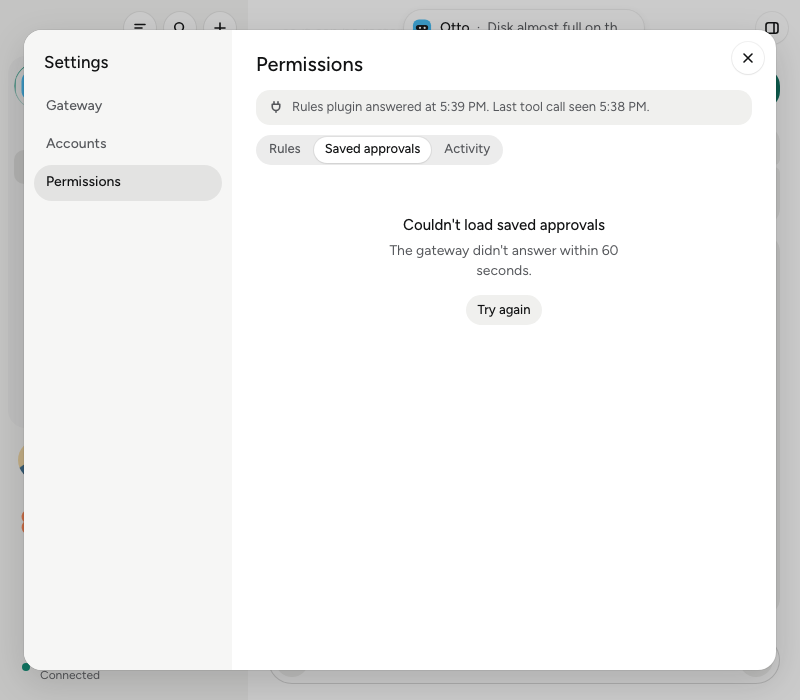 Otto · Disk almost full on th
Settings
Gateway
Accounts
Permissions
Permissions
Rules plugin answered at 5:39 PM. Last tool call seen 5:38 PM.
Rules Saved approvals Activity
Couldn't load saved approvals
The gateway didn't answer within 60
seconds.
Try again
Connected